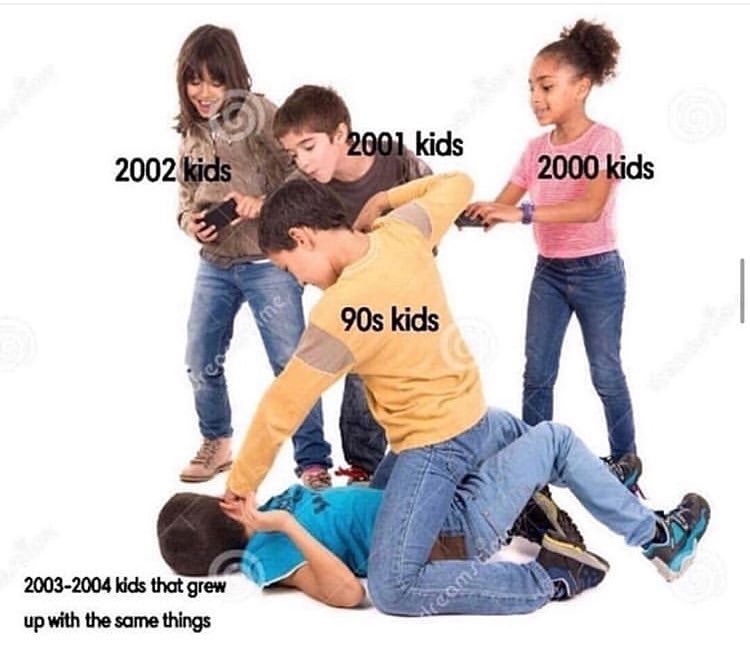 2001 kids
2002 kids
2000 kids
90s kids
2003-2004 kids that grew
up with the same things